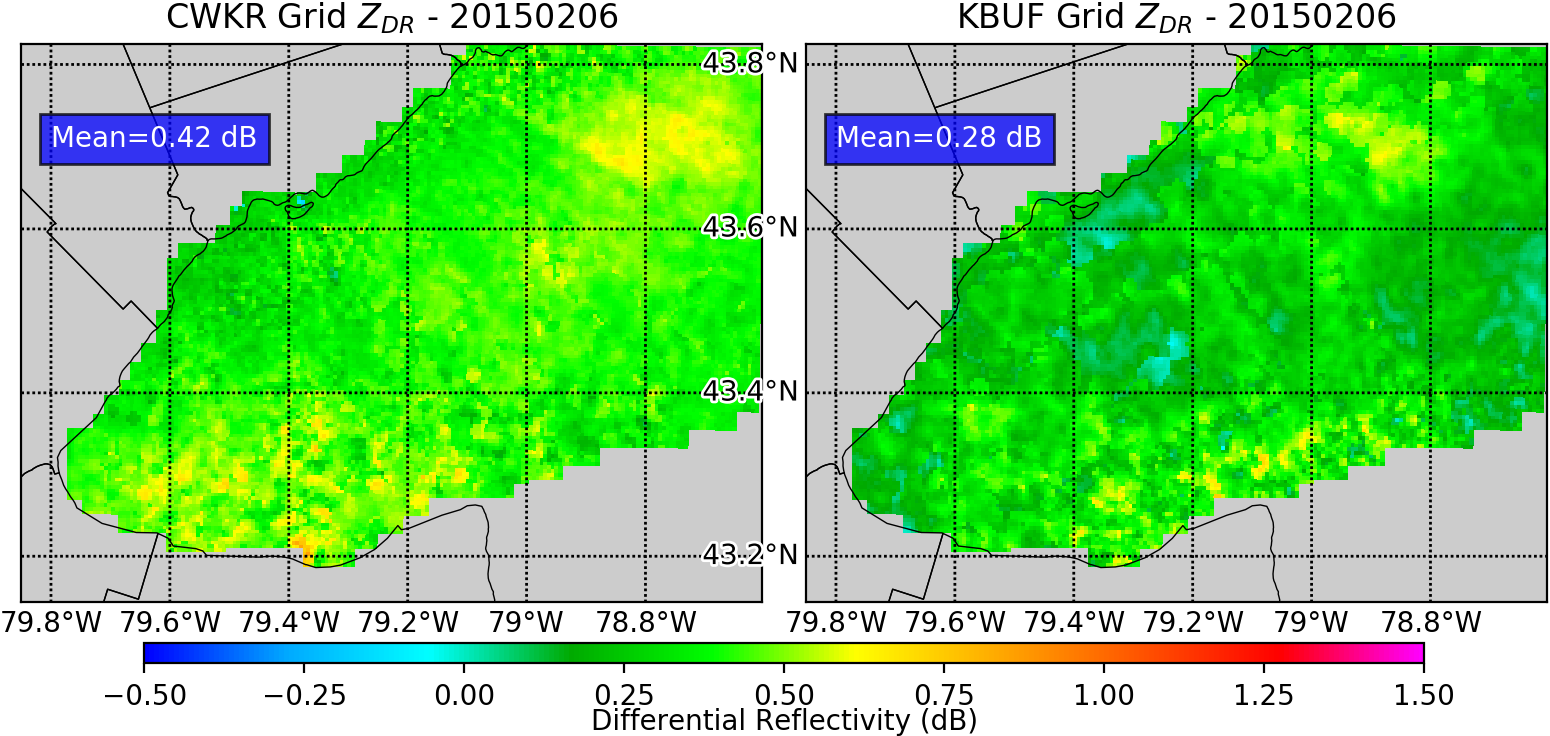 CWKR Grid Z_DR - 20150206
KBUF Grid Z_DR - 20150206
Mean=0.42 dB
Mean=0.28 dB
43.8°N
43.6°N
43.4°N
43.2°N
79.8°W 79.6°W 79.4°W 79.2°W 79°W 78.8°W
79.8°W 79.6°W 79.4°W 79.2°W 79°W 78.8°W
−0.50 −0.25 0.00 0.25 0.50 0.75 1.00 1.25 1.50
Differential Reflectivity (dB)